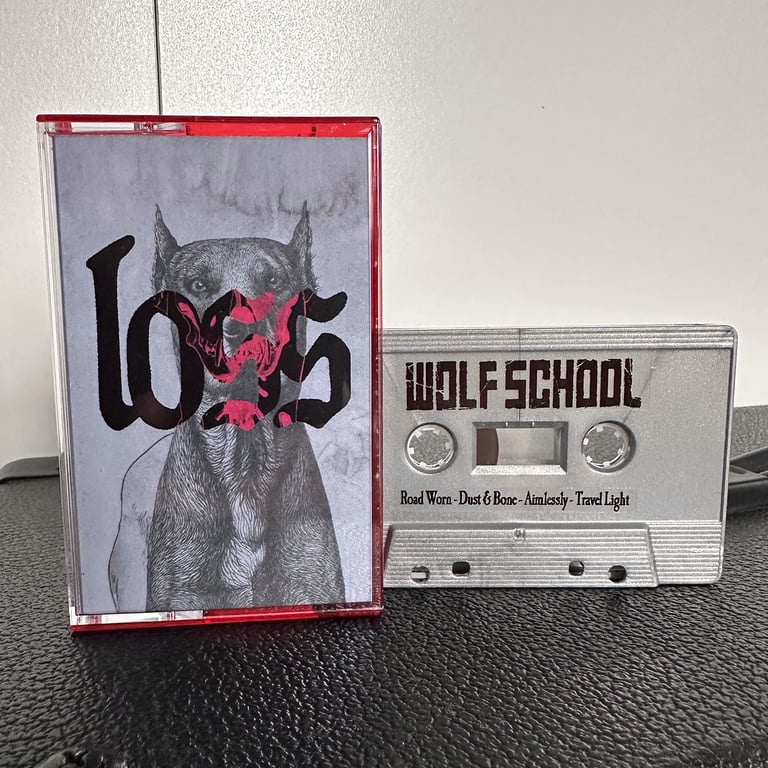 loss
WOLF SCHOOL
Road Worn - Dust & Bone - Aimlessly - Travel Light